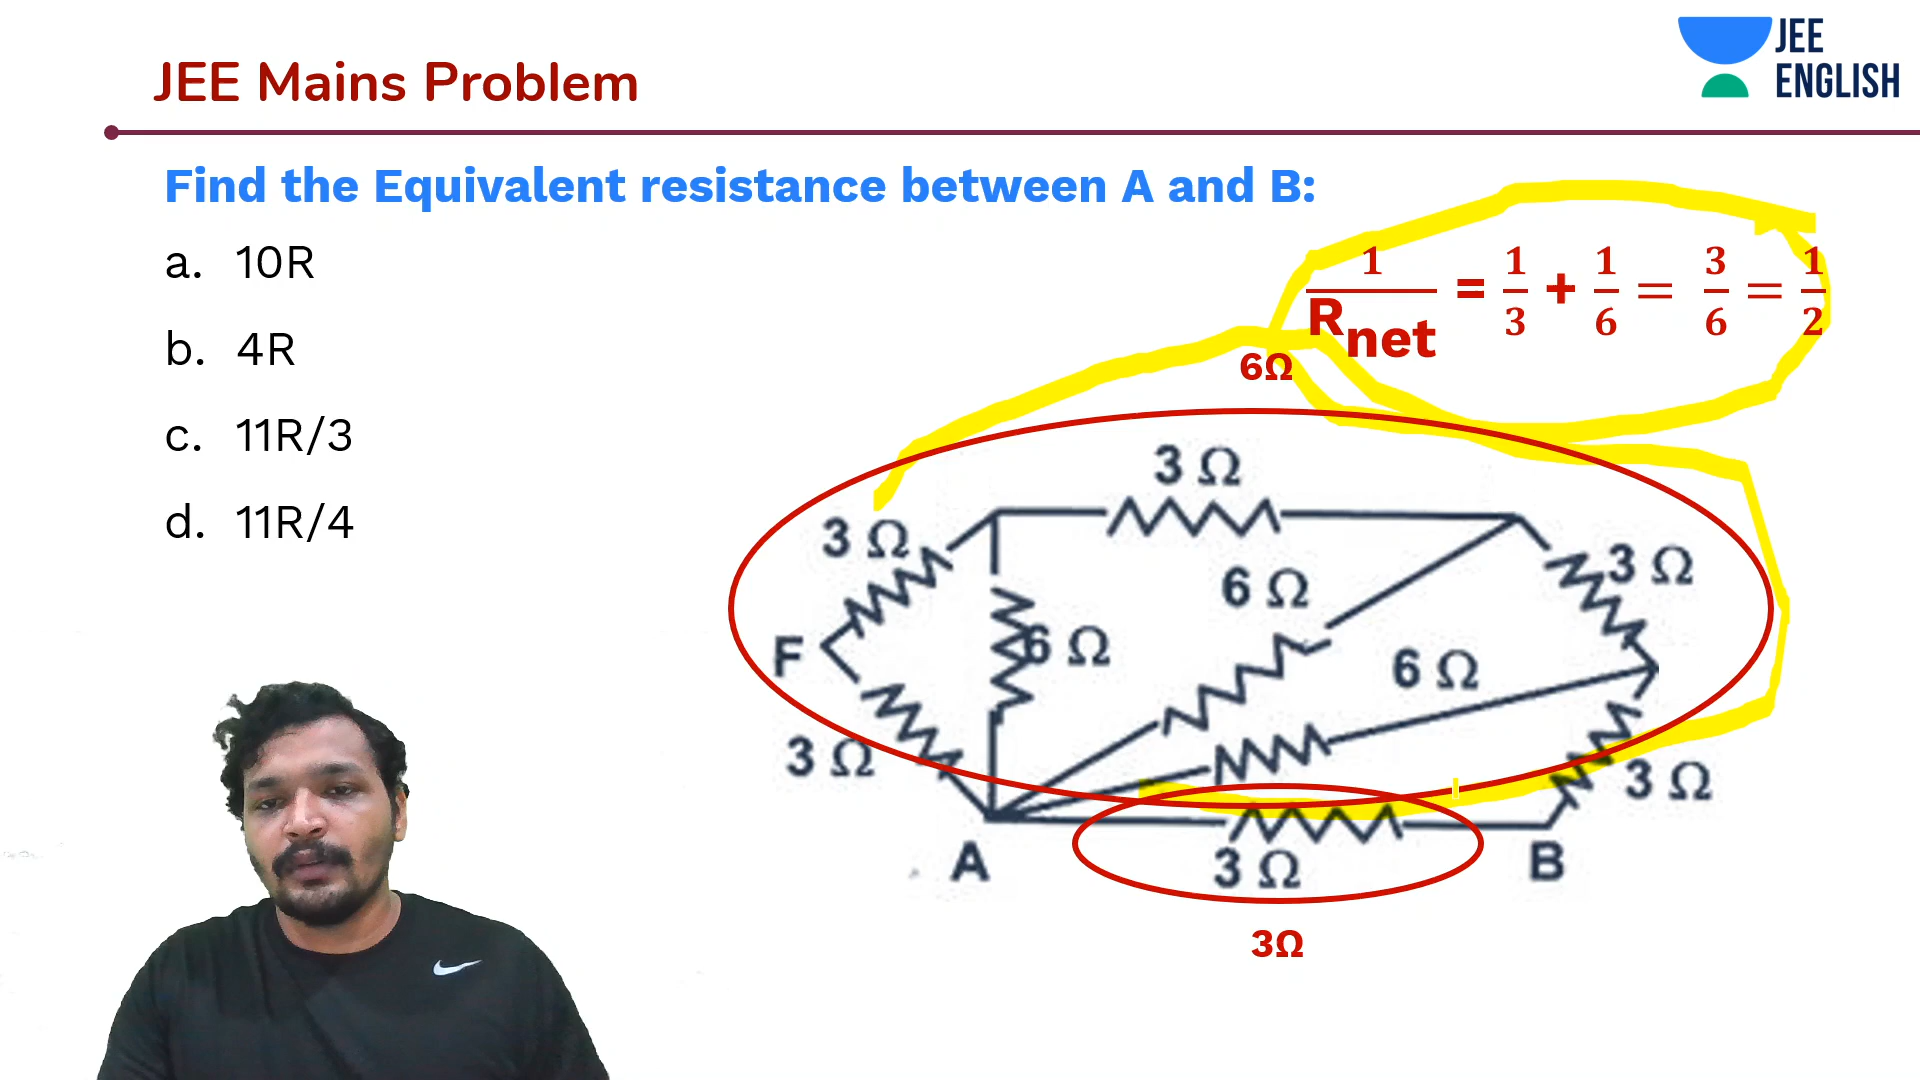 JEE Mains Problem
JEE
ENGLISH
Find the Equivalent resistance between A and B:
a. 10R
b. 4R
c. 11R/3
d. 11R/4
1/R_net = 1/3 + 1/6 = 3/6 = 1/2
6Ω
3 Ω
3 Ω
3 Ω
6 Ω
6 Ω
6 Ω
F
3 Ω
3 Ω
A
3 Ω
B
3Ω